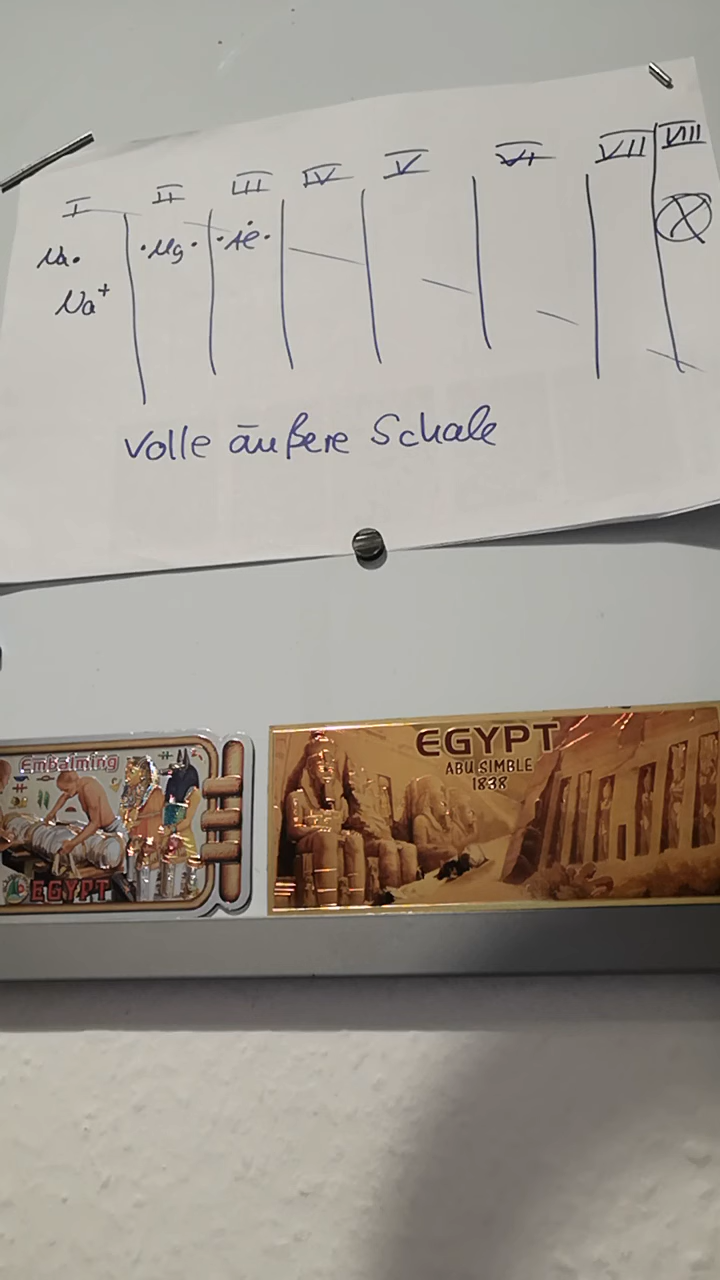 I II III IV V VI VII VIII
Na· ·Mg· ·Al·
Na+
Volle äußere Schale
Embalming
EGYPT
EGYPT
ABU SIMBLE
1838